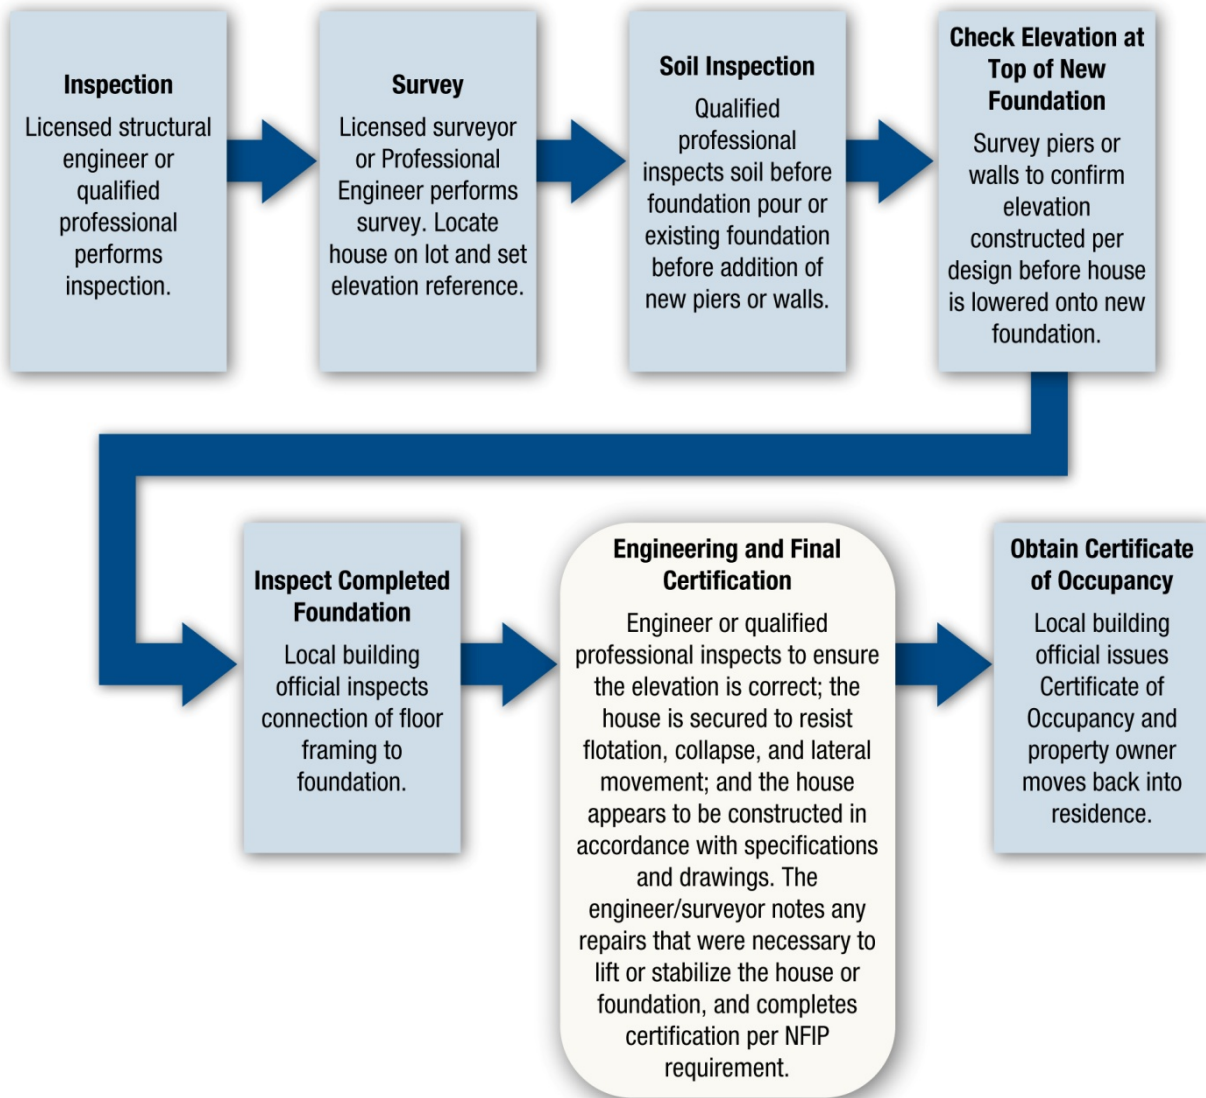 Inspection
Licensed structural
engineer or
qualified
professional
performs
inspection.
Survey
Licensed surveyor
or Professional
Engineer performs
survey. Locate
house on lot and set
elevation reference.
Soil Inspection
Qualified
professional
inspects soil before
foundation pour or
existing foundation
before addition of
new piers or walls.
Check Elevation at
Top of New
Foundation
Survey piers or
walls to confirm
elevation
constructed per
design before house
is lowered onto new
foundation.
Inspect Completed
Foundation
Local building
official inspects
connection of floor
framing to
foundation.
Engineering and Final
Certification
Engineer or qualified
professional inspects to ensure
the elevation is correct; the
house is secured to resist
flotation, collapse, and lateral
movement; and the house
appears to be constructed in
accordance with specifications
and drawings. The
engineer/surveyor notes any
repairs that were necessary to
lift or stabilize the house or
foundation, and completes
certification per NFIP
requirement.
Obtain Certificate
of Occupancy
Local building
official issues
Certificate of
Occupancy and
property owner
moves back into
residence.